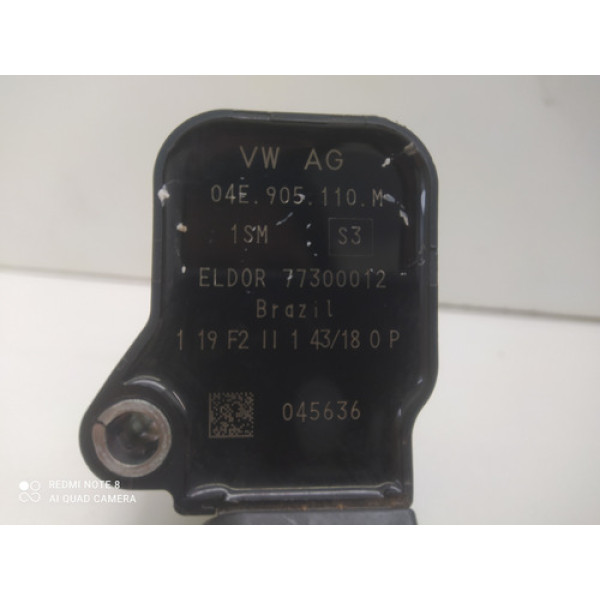 VW AG
04E.905.110.M
1SM S3
ELDOR 77300012
Brazil
1 19 F2 II 1 43/18 0 P
045636
REDMI NOTE 8
AI QUAD CAMERA